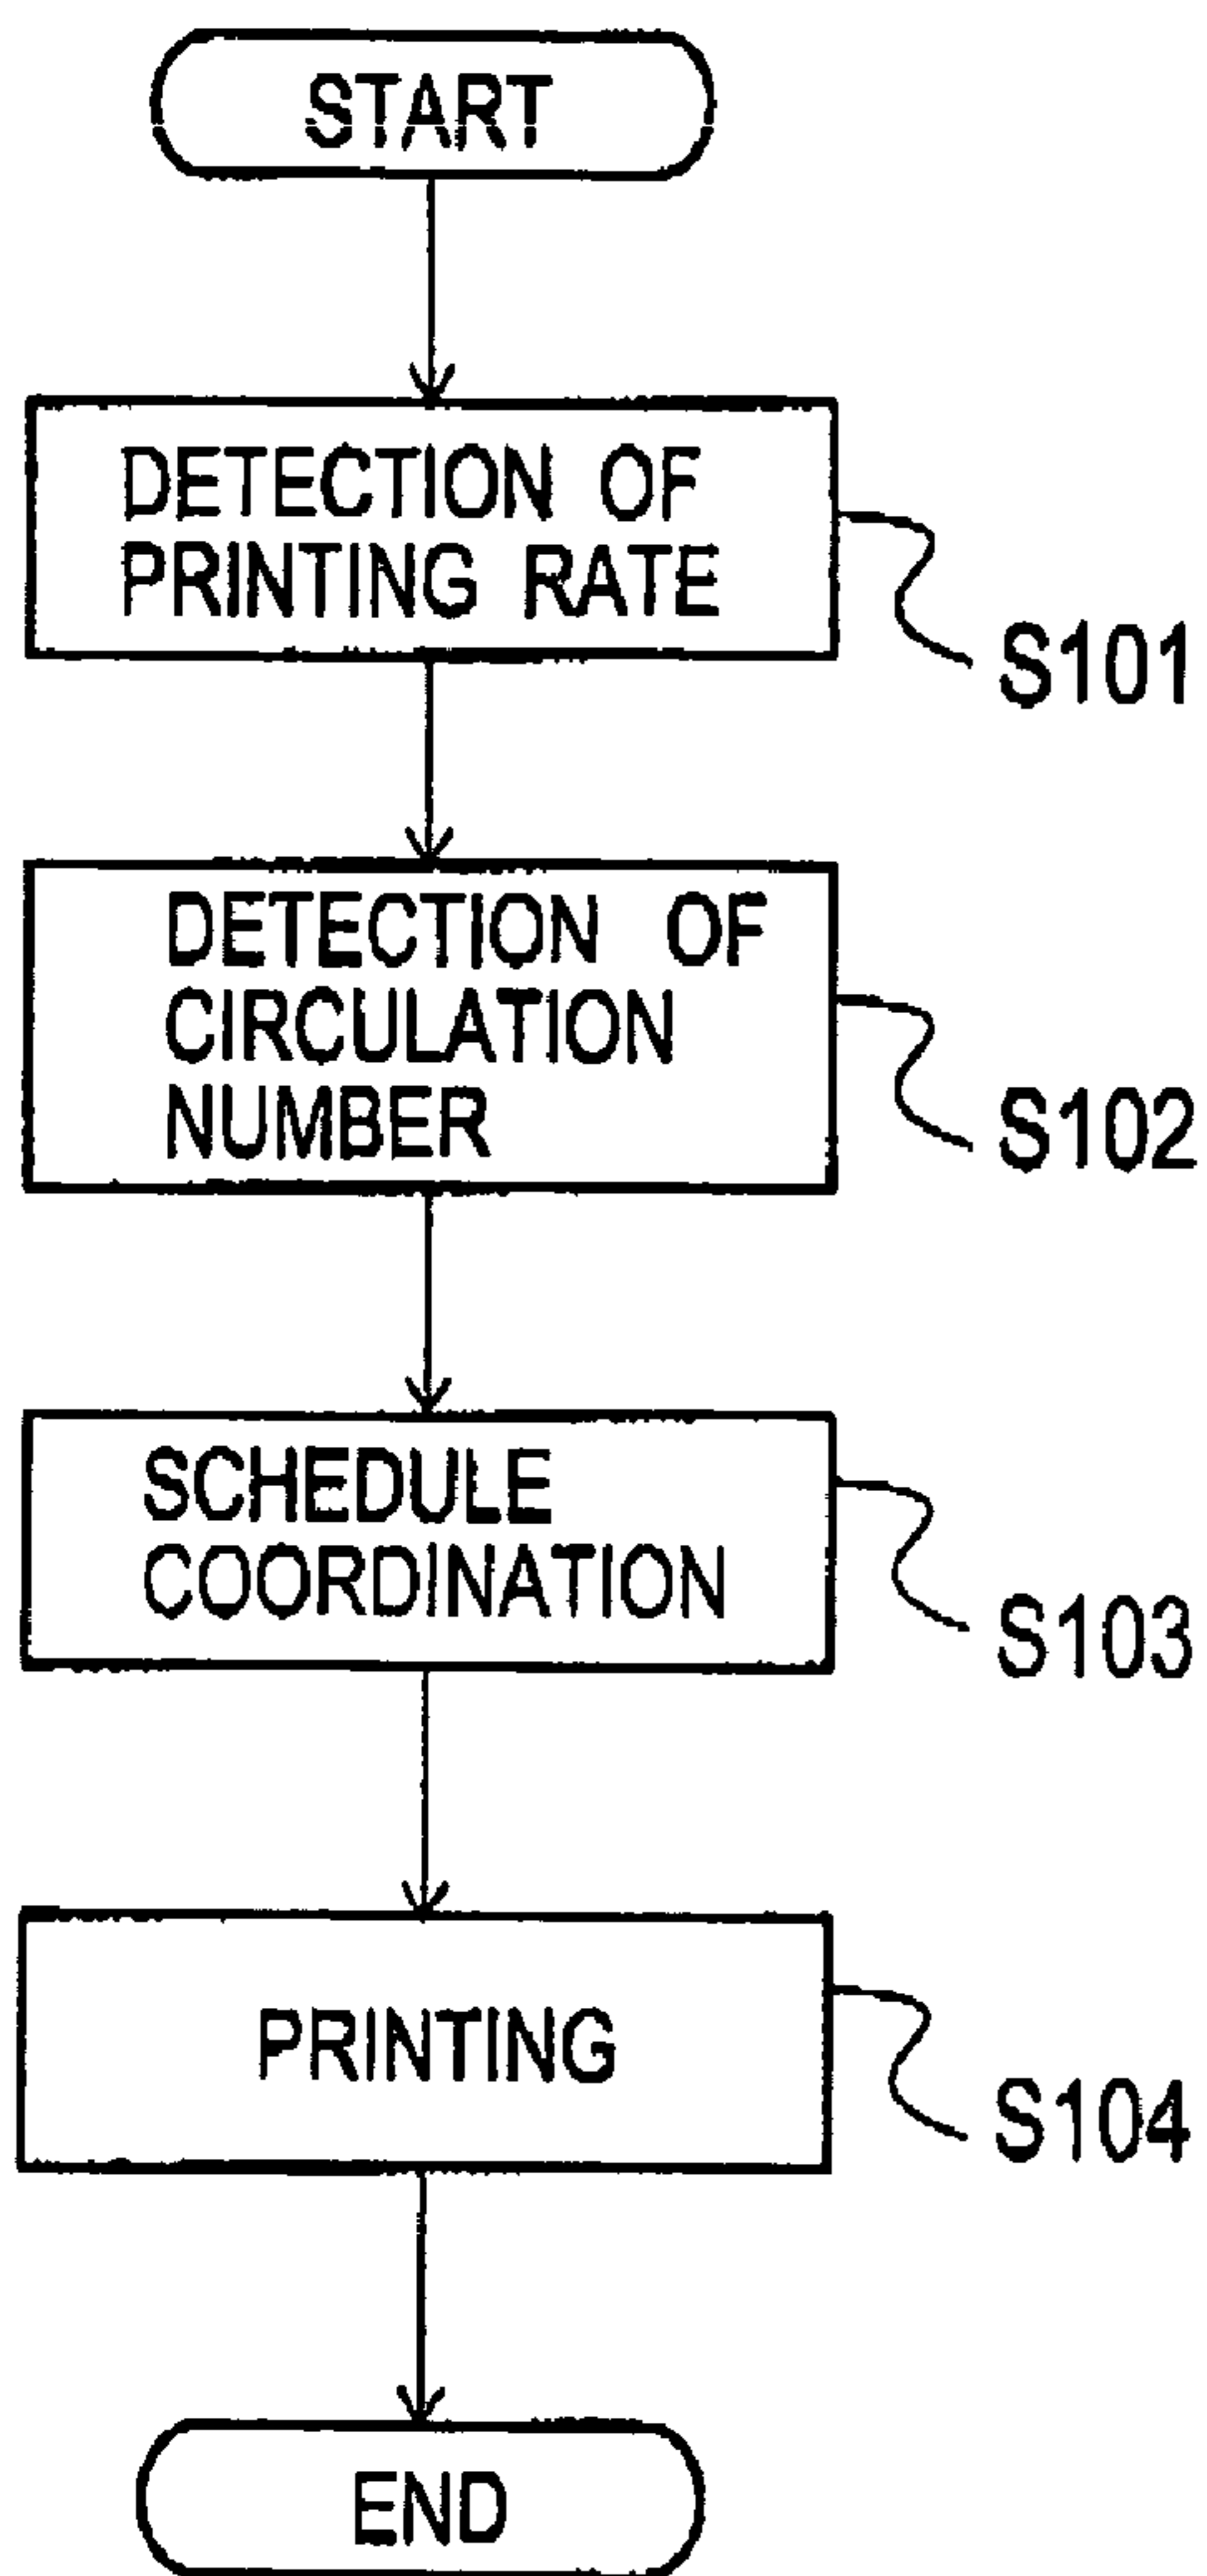 START
DETECTION OF
PRINTING RATE
S101
DETECTION OF
CIRCULATION
NUMBER
S102
SCHEDULE
COORDINATION
S103
PRINTING
S104
END